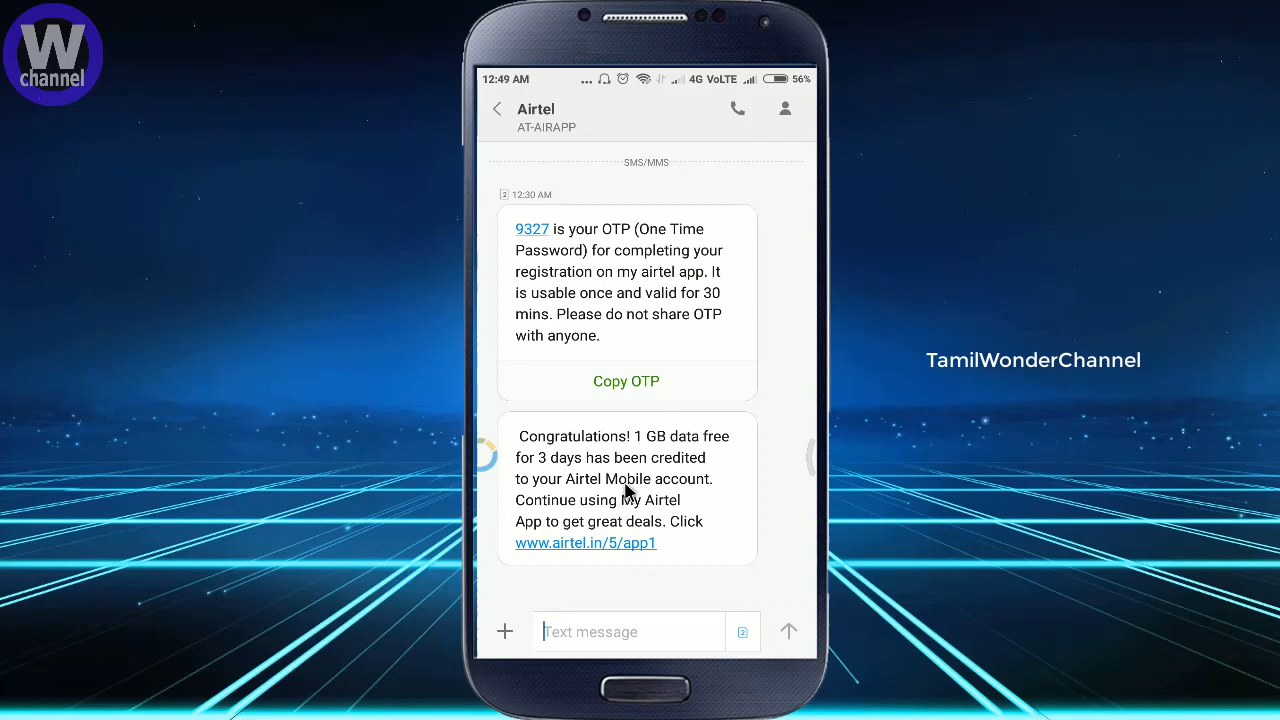 W
channel
12:49 AM
... 4G VoLTE 56%
Airtel
AT-AIRAPP
SMS/MMS
2 12:30 AM
9327 is your OTP (One Time
Password) for completing your
registration on my airtel app. It
is usable once and valid for 30
mins. Please do not share OTP
with anyone.
Copy OTP
Congratulations! 1 GB data free
for 3 days has been credited
to your Airtel Mobile account.
Continue using My Airtel
App to get great deals. Click
www.airtel.in/5/app1
Text message
2
TamilWonderChannel